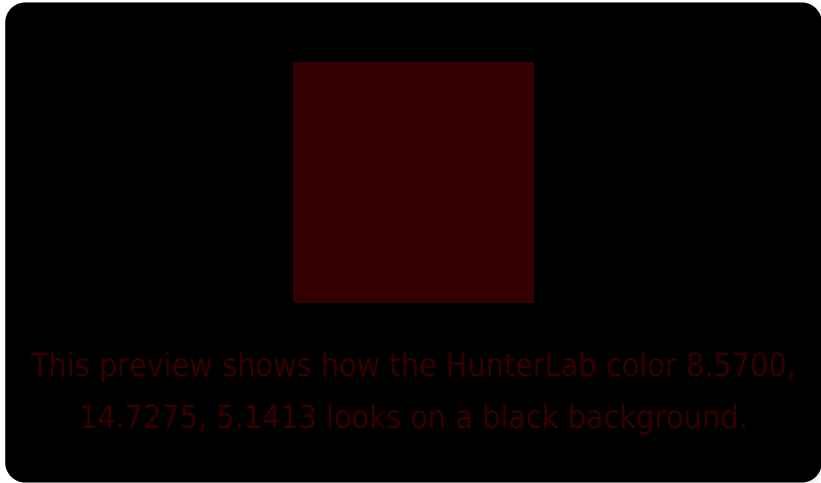 This preview shows how the HunterLab color 8.5700,
14.7275, 5.1413 looks on a black background.